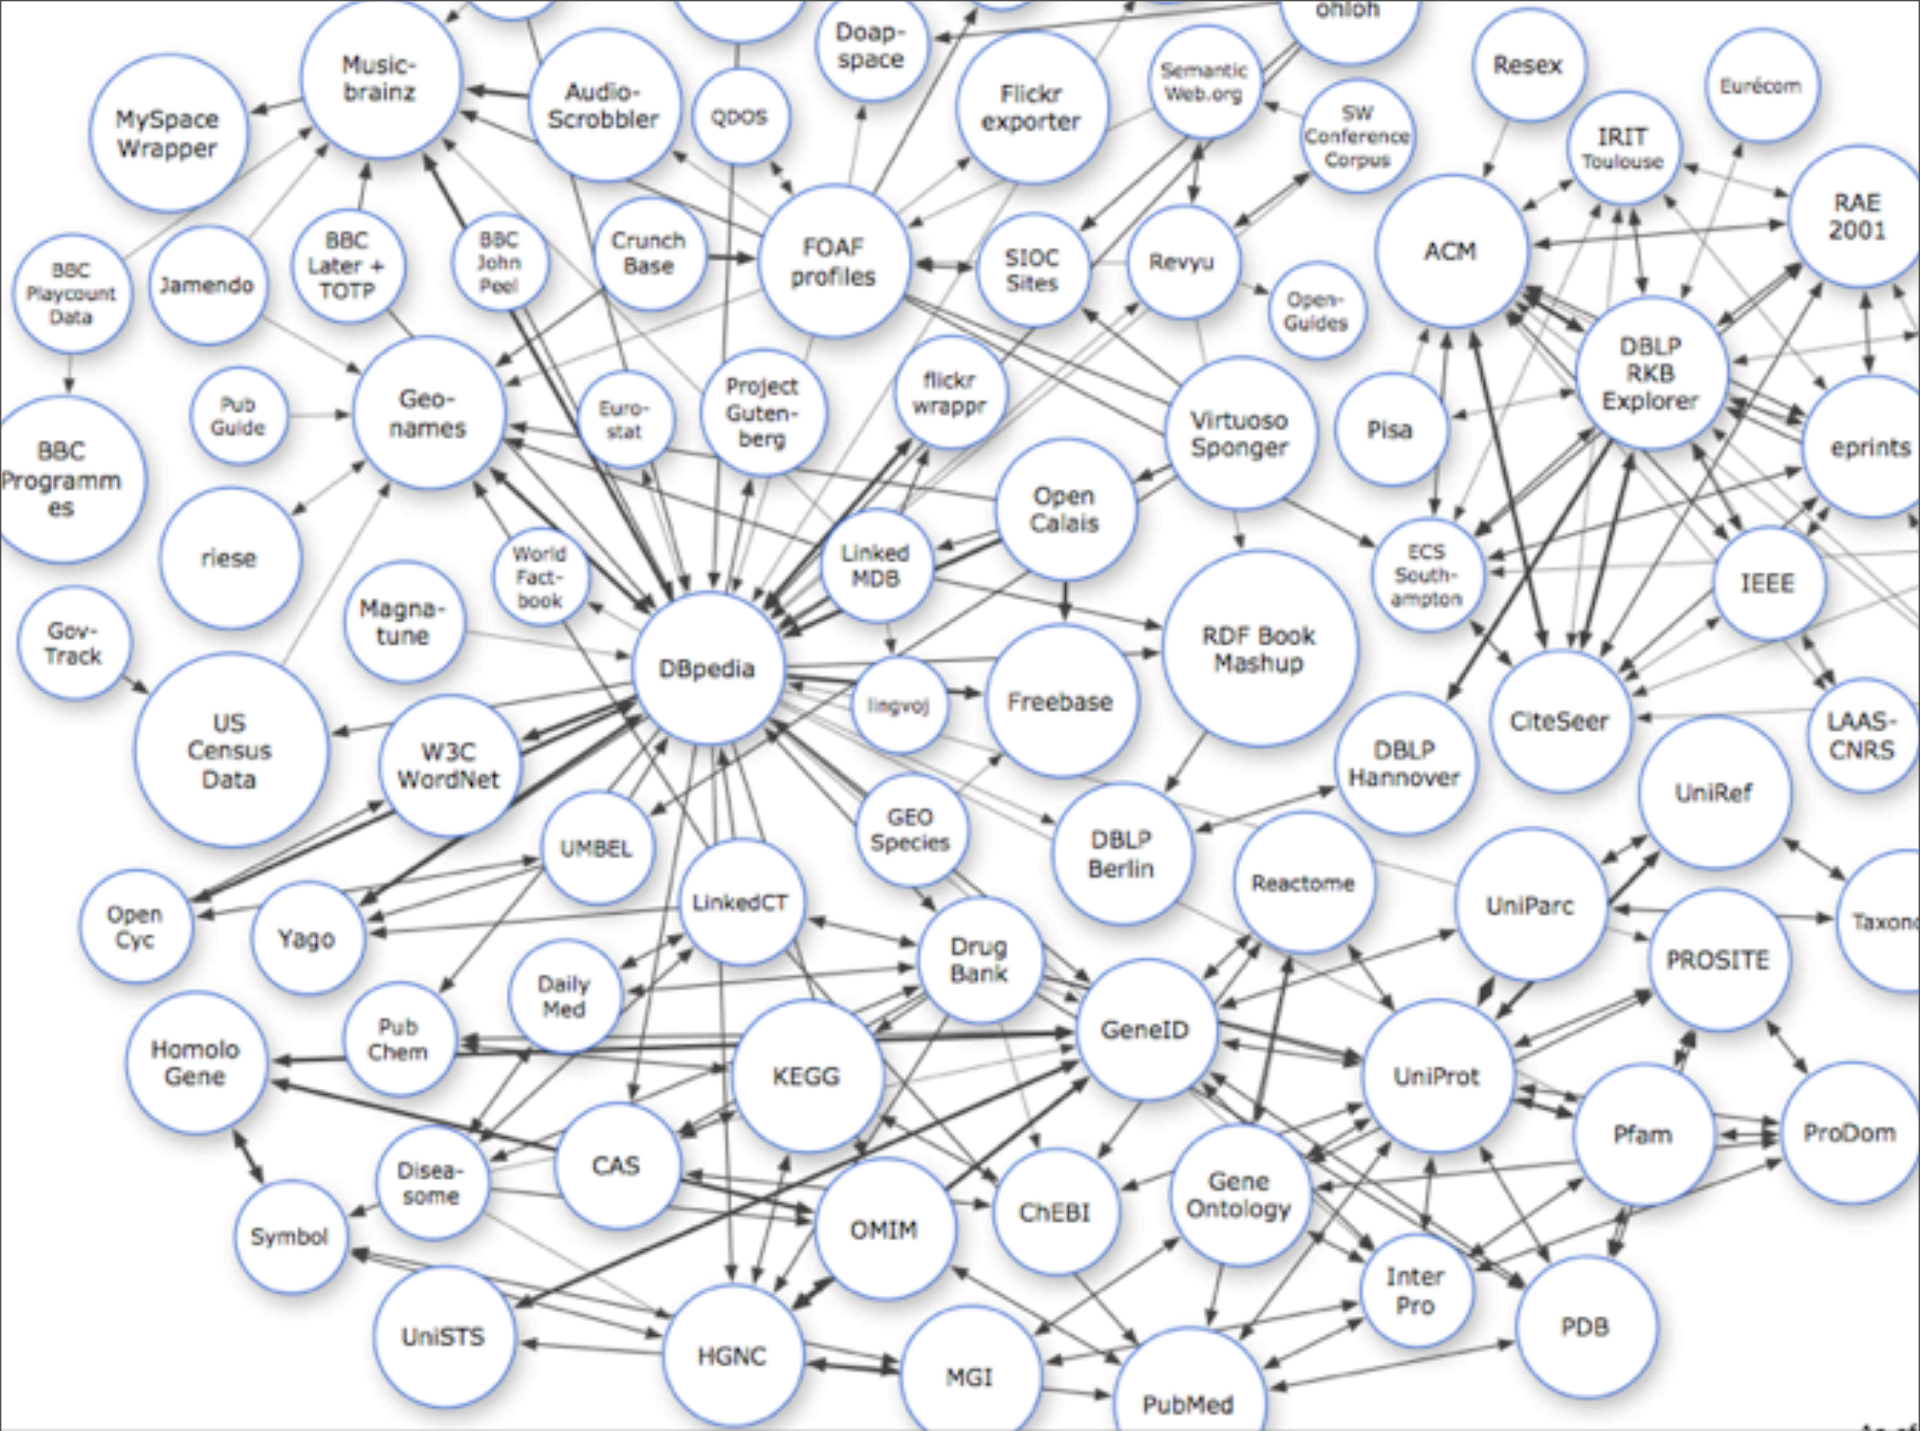 ohloh
Doap-
space
Music-
brainz
MySpace
Wrapper
Audio-
Scrobbler
QDOS
Flickr
exporter
Semantic
Web.org
SW
Conference
Corpus
Resex
Eurécom
IRIT
Toulouse
RAE
2001
ACM
BBC
Playcount
Data
Jamendo
BBC
Later +
TOTP
BBC
John
Peel
Crunch
Base
FOAF
profiles
SIOC
Sites
Revyu
Open-
Guides
DBLP
RKB
Explorer
Pub
Guide
Geo-
names
Euro-
stat
Project
Guten-
berg
flickr
wrappr
Virtuoso
Sponger
Pisa
eprints
BBC
Programm
es
riese
World
Fact-
book
Linked
MDB
Open
Calais
ECS
South-
ampton
IEEE
Gov-
Track
Magna-
tune
DBpedia
lingvoj
Freebase
RDF Book
Mashup
CiteSeer
LAAS-
CNRS
US
Census
Data
W3C
WordNet
DBLP
Hannover
UniRef
UMBEL
GEO
Species
DBLP
Berlin
Reactome
UniParc
Open
Cyc
Yago
LinkedCT
Drug
Bank
PROSITE
Taxono
Daily
Med
Pub
Chem
Homolo
Gene
KEGG
GeneID
UniProt
Pfam
ProDom
CAS
Disea-
some
Symbol
OMIM
ChEBI
Gene
Ontology
Inter
Pro
PDB
UniSTS
HGNC
MGI
PubMed